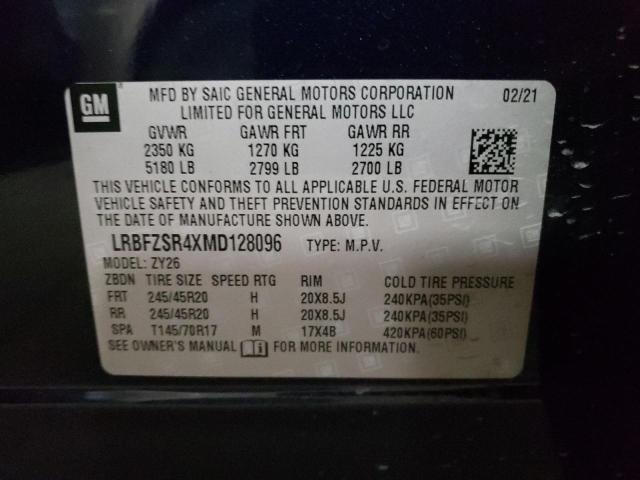 GM
MFD BY SAIC GENERAL MOTORS CORPORATION 02/21
LIMITED FOR GENERAL MOTORS LLC
GVWR GAWR FRT GAWR RR
2350 KG 1270 KG 1225 KG
5180 LB 2799 LB 2700 LB
THIS VEHICLE CONFORMS TO ALL APPLICABLE U.S. FEDERAL MOTOR
VEHICLE SAFETY AND THEFT PREVENTION STANDARDS IN EFFECT ON
THE DATE OF MANUFACTURE SHOWN ABOVE.
LRBFZSR4XMD128096 TYPE: M.P.V.
MODEL: ZY26
ZBDN TIRE SIZE SPEED RTG RIM COLD TIRE PRESSURE
FRT 245/45R20 H 20X8.5J 240KPA(35PSI)
RR 245/45R20 H 20X8.5J 240KPA(35PSI)
SPA T145/70R17 M 17X4B 420KPA(60PSI)
SEE OWNER'S MANUAL FOR MORE INFORMATION.